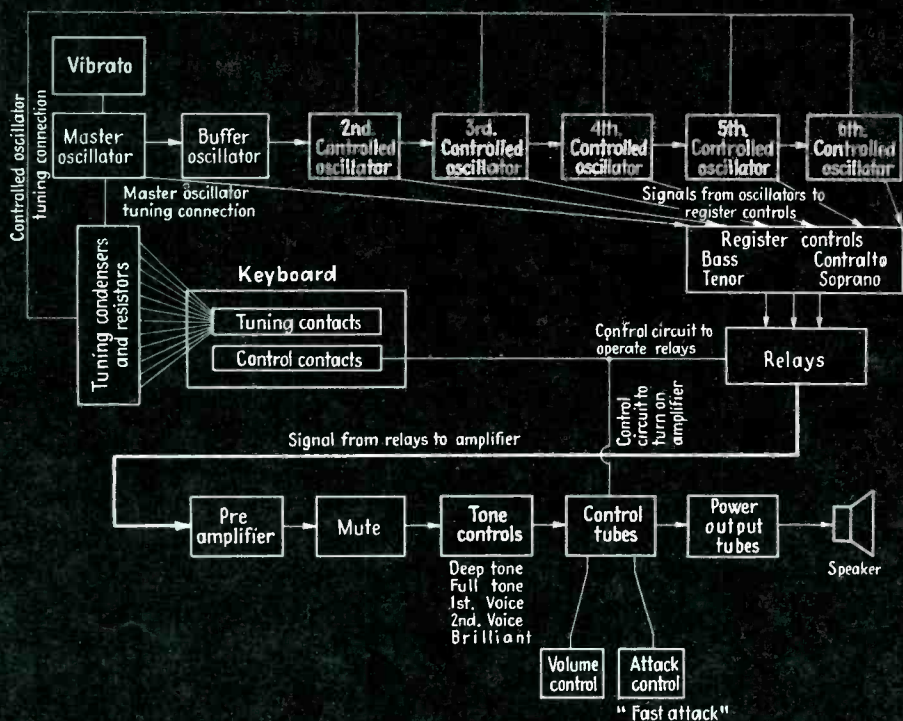 Vibrato
Controlled oscillator
tuning connection
Master
oscillator
Buffer
oscillator
2nd.
Controlled
oscillator
3rd.
Controlled
oscillator
4th.
Controlled
oscillator
5th.
Controlled
oscillator
6th.
Controlled
oscillator
Master oscillator
tuning connection
Signals from oscillators to
register controls
Register controls
Bass Contralto
Tenor Soprano
Tuning condensers
and resistors
Keyboard
Tuning contacts
Control contacts
Control circuit to
operate relays
Relays
Control
circuit to
turn on
amplifier
Signal from relays to amplifier
Pre
amplifier
Mute
Tone
controls
Control
tubes
Power
output
tubes
Speaker
Deep tone
Full tone
1st. Voice
2nd. Voice
Brilliant
Volume
control
Attack
control
"Fast attack"